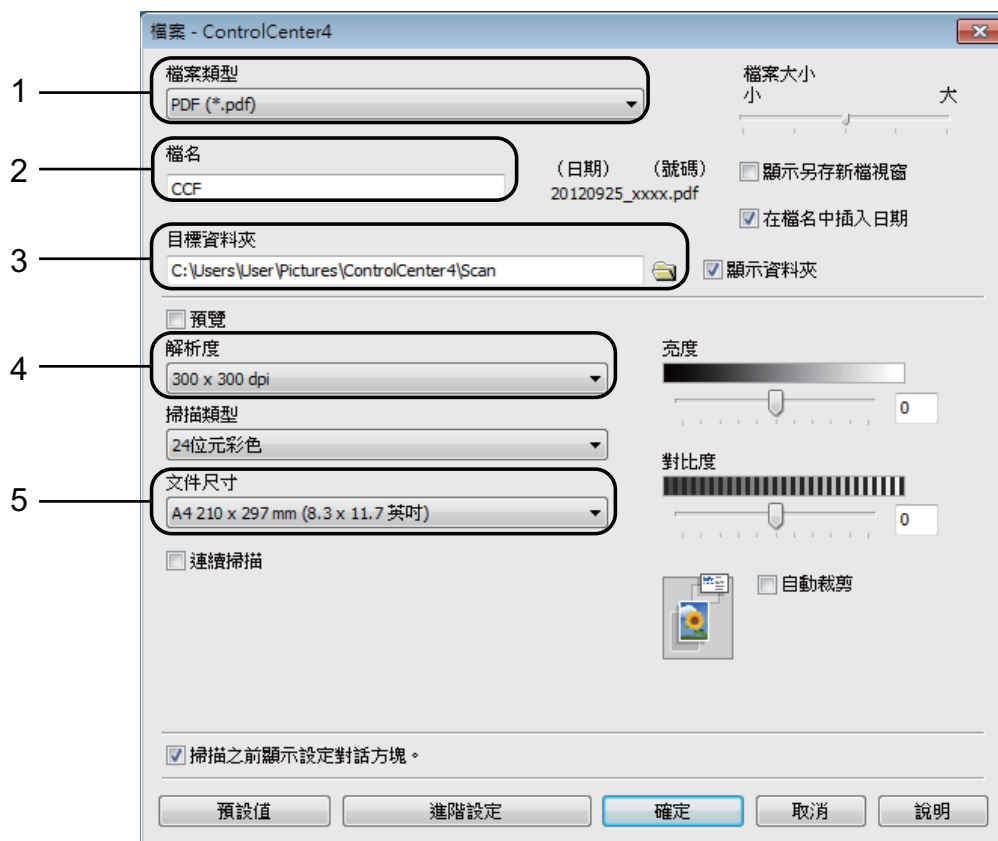 檔案 - ControlCenter4
1
檔案類型
PDF (*.pdf)
檔案大小
小 大
2
檔名
CCF
(日期) (號碼)
20120925_xxxx.pdf
顯示另存新檔視窗
在檔名中插入日期
3
目標資料夾
C:\Users\User\Pictures\ControlCenter4\Scan
顯示資料夾
預覽
4
解析度
300 x 300 dpi
亮度
0
掃描類型
24位元彩色
對比度
0
5
文件尺寸
A4 210 x 297 mm (8.3 x 11.7 英吋)
連續掃描
自動裁剪
掃描之前顯示設定對話方塊。
預設值 進階設定 確定 取消 說明